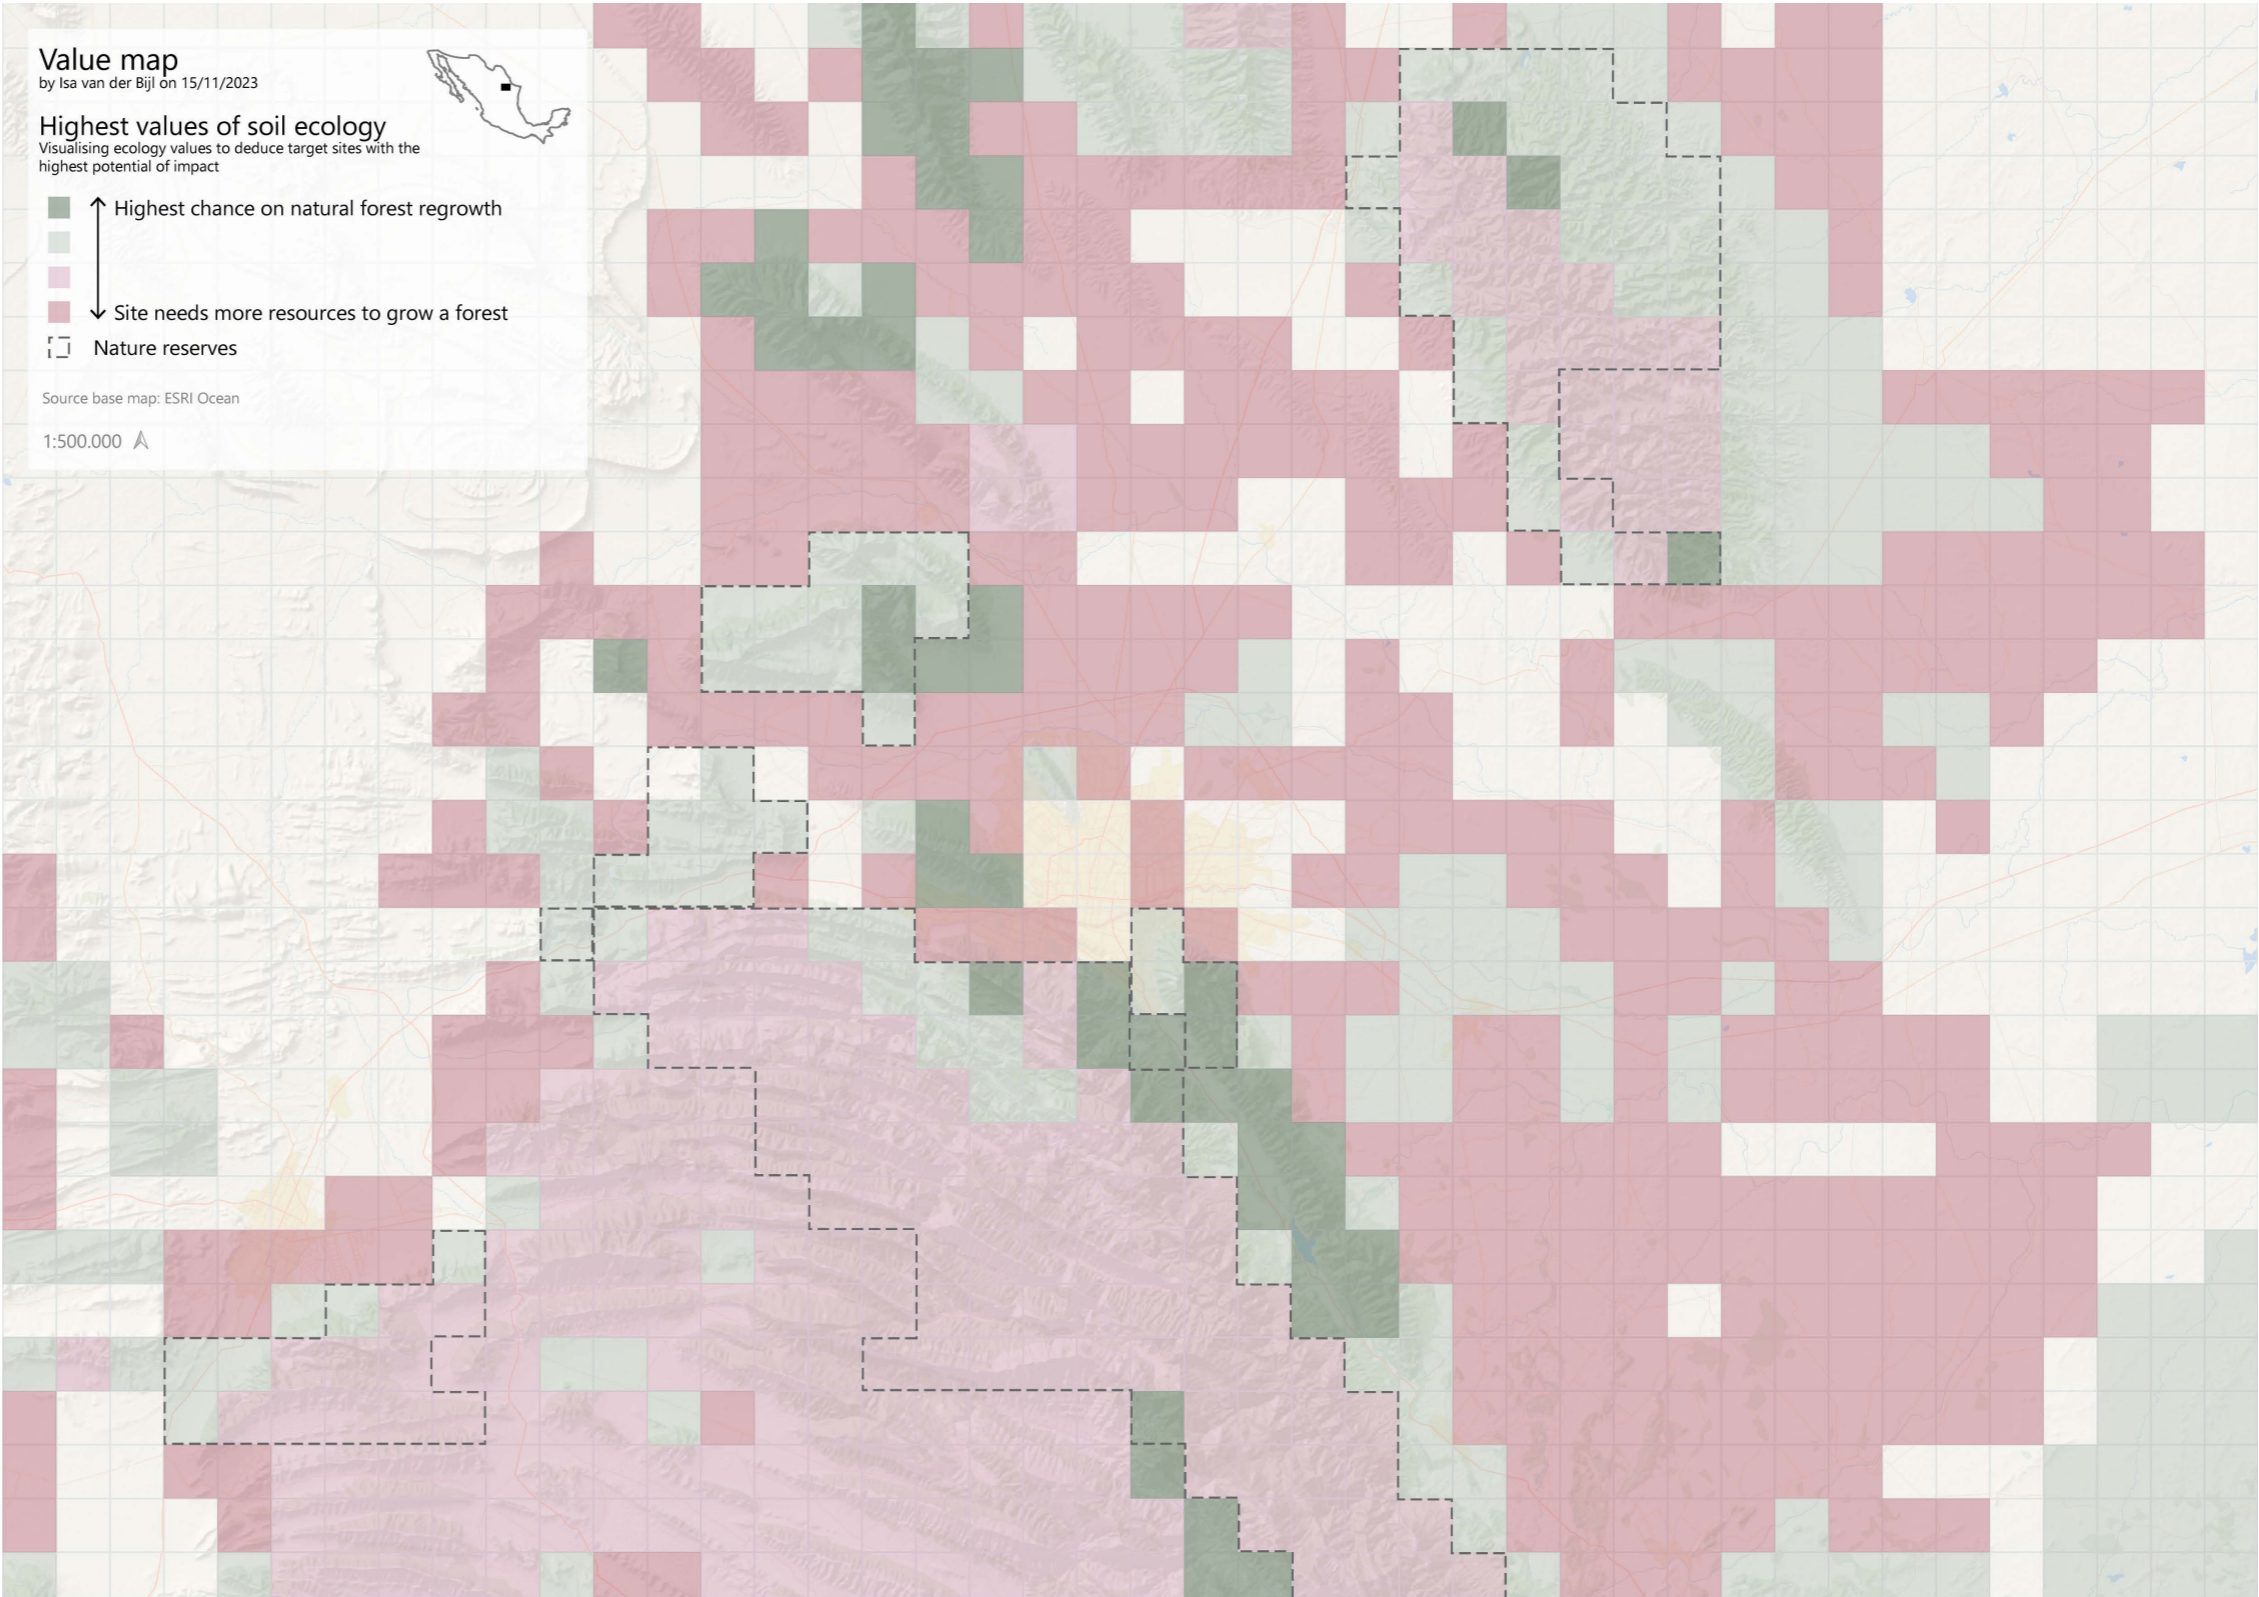 Value map
by Isa van der Bijl on 15/11/2023
Highest values of soil ecology
Visualising ecology values to deduce target sites with the
highest potential of impact
Highest chance on natural forest regrowth
Site needs more resources to grow a forest
Nature reserves
Source base map: ESRI Ocean
1:500.000